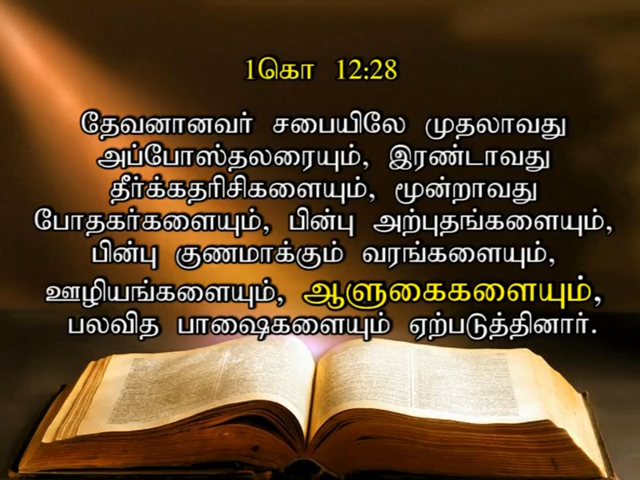 1கொ 12:28
தேவனானவர் சபையிலே முதலாவது
அப்போஸ்தலரையும், இரண்டாவது
தீர்க்கதரிசிகளையும், மூன்றாவது
போதகர்களையும், பின்பு அற்புதங்களையும்,
பின்பு குணமாக்கும் வரங்களையும்,
ஊழியங்களையும், ஆளுகைகளையும்,
பலவித பாஷைகளையும் ஏற்படுத்தினார்.